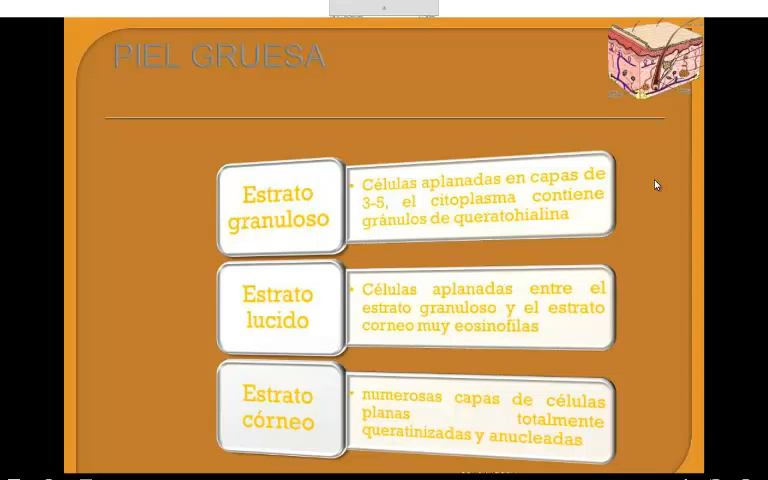 PIEL GRUESA
Estrato
granuloso
• Células aplanadas en capas de
3-5, el citoplasma contiene
gránulos de queratohialina
Estrato
lucido
• Células aplanadas entre el
estrato granuloso y el estrato
corneo muy eosinofilas
Estrato
córneo
• numerosas capas de células
planas totalmente
queratinizadas y anucleadas